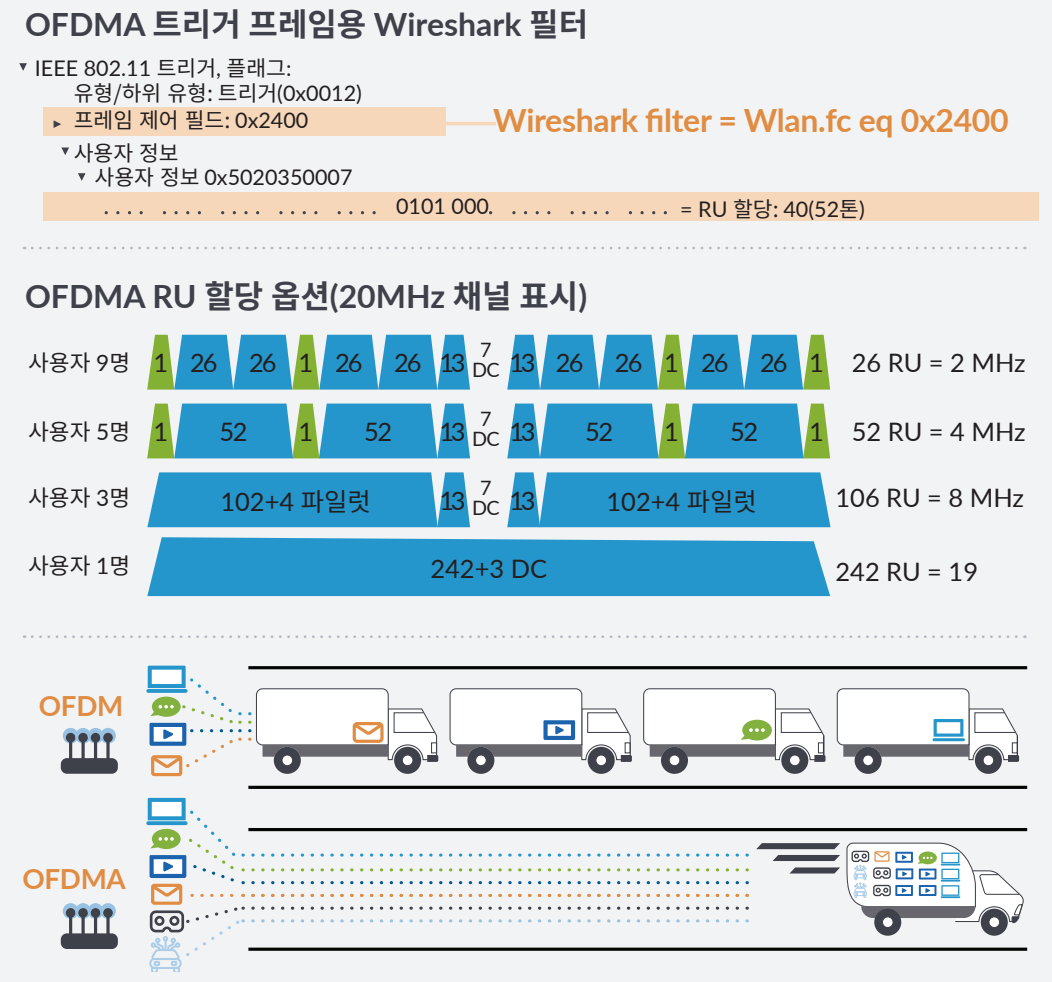 OFDMA 트리거 프레임용 Wireshark 필터
▼ IEEE 802.11 트리거, 플래그:
유형/하위 유형: 트리거(0x0012)
▸ 프레임 제어 필드: 0x2400
Wireshark filter = Wlan.fc eq 0x2400
▼ 사용자 정보
▼ 사용자 정보 0x5020350007
.... .... .... .... .... 0101 000. .... .... .... = RU 할당: 40(52톤)
OFDMA RU 할당 옵션(20MHz 채널 표시)
사용자 9명 1 26 26 1 26 26 13 7 DC 13 26 26 1 26 26 1 26 RU = 2 MHz
사용자 5명 1 52 1 52 13 7 DC 13 52 1 52 1 52 RU = 4 MHz
사용자 3명 102+4 파일럿 13 7 DC 13 102+4 파일럿 106 RU = 8 MHz
사용자 1명 242+3 DC 242 RU = 19
OFDM
OFDMA